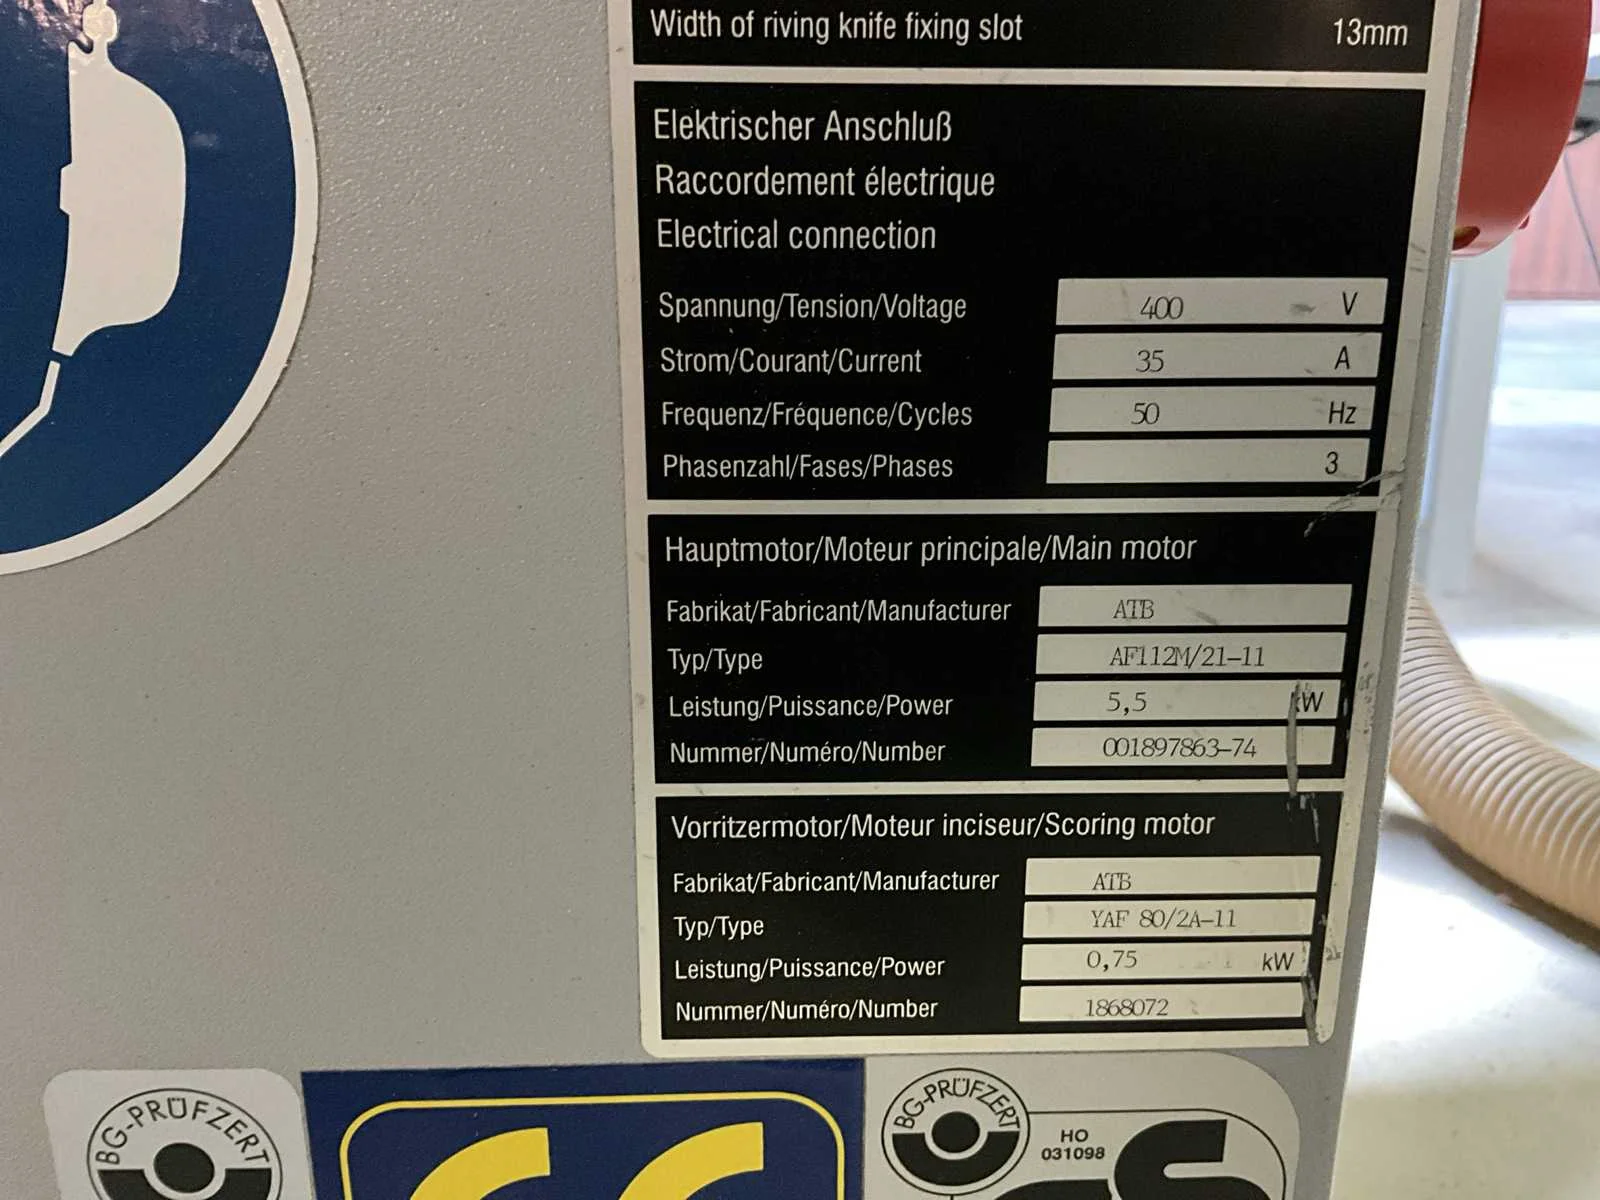 Width of riving knife fixing slot 13mm
Elektrischer Anschluß
Raccordement électrique
Electrical connection
Spannung/Tension/Voltage 400 V
Strom/Courant/Current 35 A
Frequenz/Fréquence/Cycles 50 Hz
Phasenzahl/Fases/Phases 3
Hauptmotor/Moteur principale/Main motor
Fabrikat/Fabricant/Manufacturer ATB
Typ/Type AF112M/21-11
Leistung/Puissance/Power 5,5 kW
Nummer/Numéro/Number 001897863-74
Vorritzermotor/Moteur inciseur/Scoring motor
Fabrikat/Fabricant/Manufacturer ATB
Typ/Type YAF 80/2A-11
Leistung/Puissance/Power 0,75 kW
Nummer/Numéro/Number 1868072
BG-PRÜFZERT
CE
BG-PRÜFZERT
HO
031098
GS